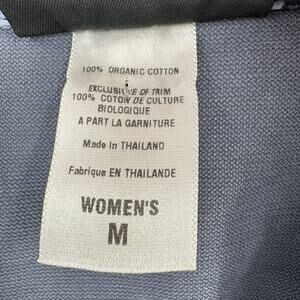 100% ORGANIC COTTON
EXCLUSIVE OF TRIM
100% COTON DE CULTURE
BIOLOGIQUE
A PART LA GARNITURE
Made in THAILAND
Fabrique EN THAILANDE
WOMEN'S
M